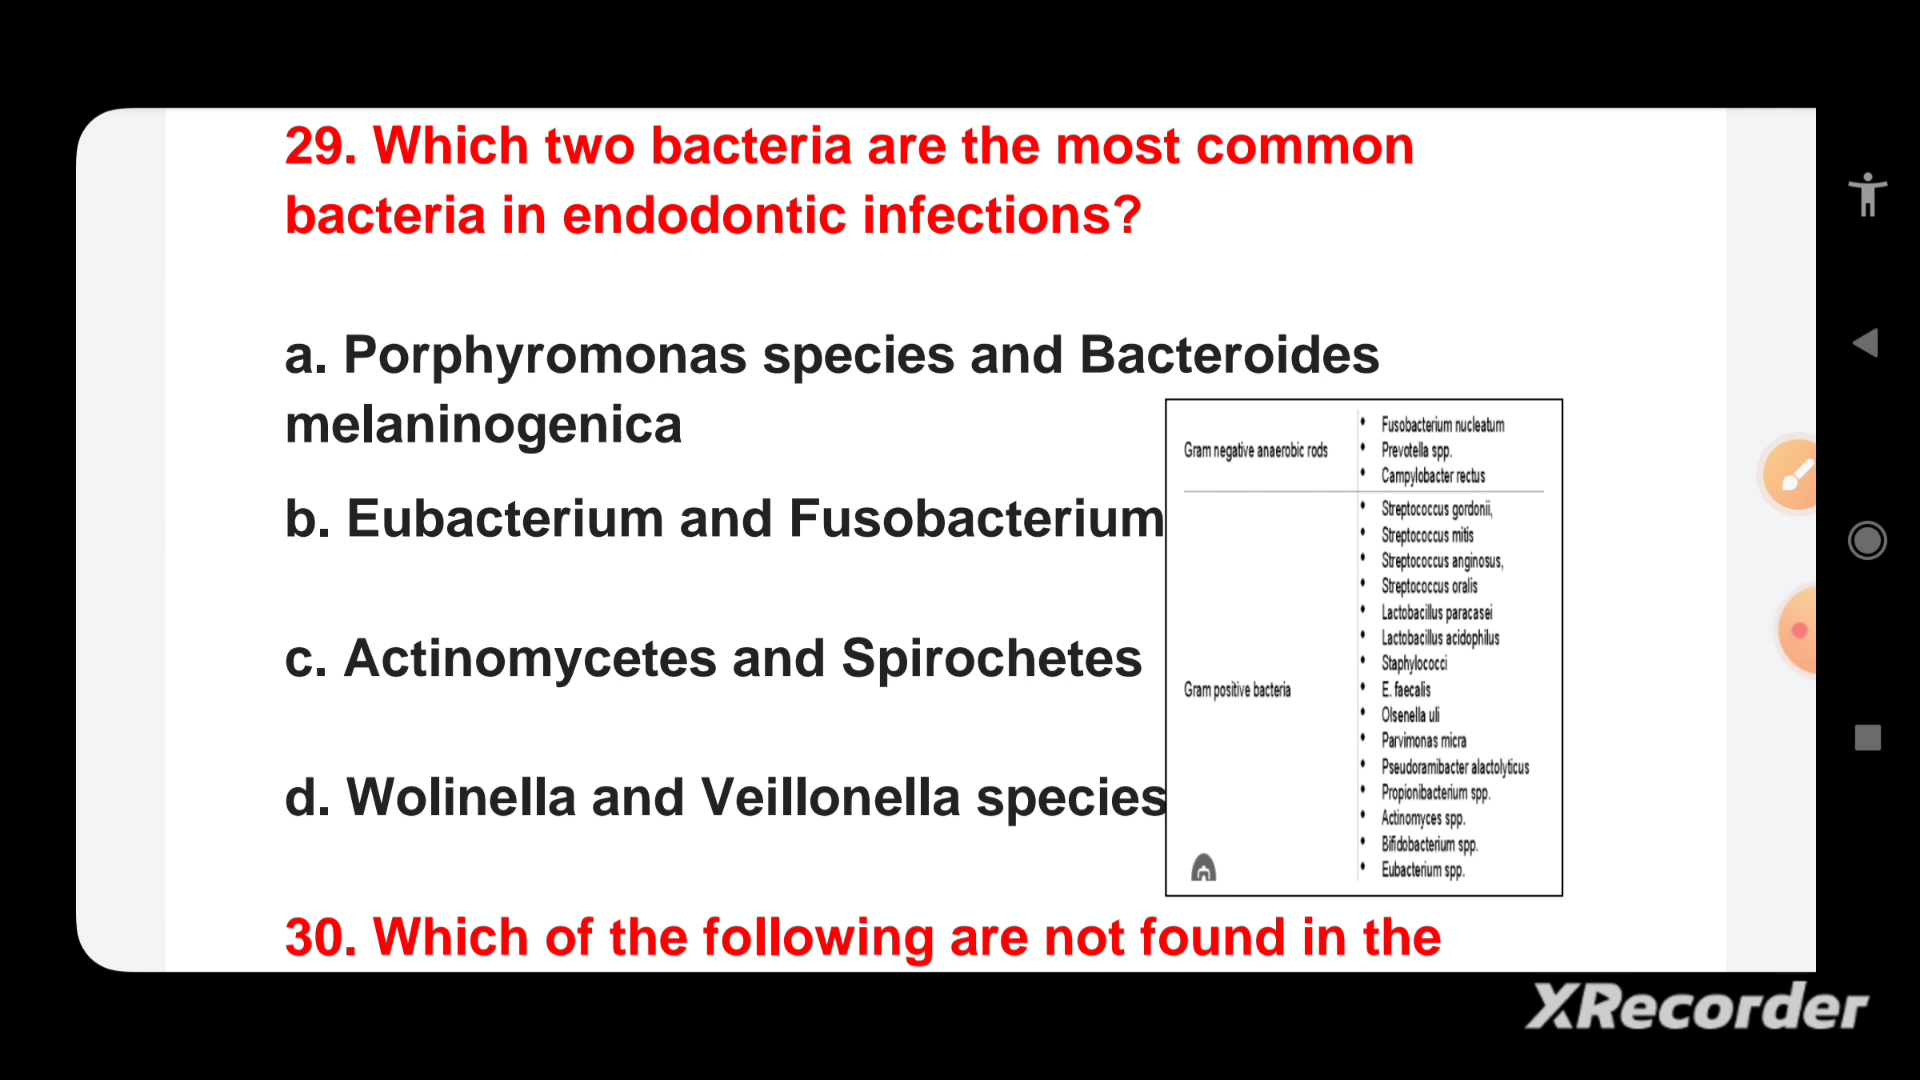 29. Which two bacteria are the most common
bacteria in endodontic infections?
a. Porphyromonas species and Bacteroides
melaninogenica
b. Eubacterium and Fusobacterium
c. Actinomycetes and Spirochetes
d. Wolinella and Veillonella species
Gram negative anaerobic rods
• Fusobacterium nucleatum
• Prevotella spp.
• Campylobacter rectus
Gram positive bacteria
• Streptococcus gordonii,
• Streptococcus mitis
• Streptococcus anginosus,
• Streptococcus oralis
• Lactobacillus paracasei
• Lactobacillus acidophilus
• Staphylococci
• E. faecalis
• Olsenella uli
• Parvimonas micra
• Pseudoramibacter alactolyticus
• Propionibacterium spp.
• Actinomyces spp.
• Bifidobacterium spp.
• Eubacterium spp.
30. Which of the following are not found in the
XRecorder